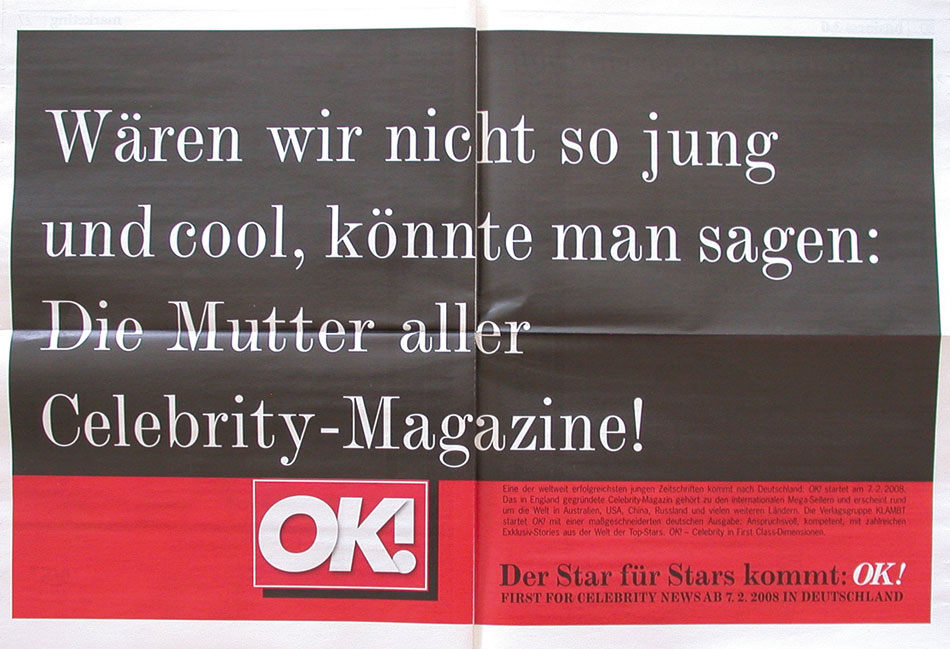 Wären wir nicht so jung
und cool, könnte man sagen:
Die Mutter aller
Celebrity-Magazine!
OK!
Eine der weltweit erfolgreichsten jungen Zeitschriften kommt nach Deutschland. OK! startet am 7. 2. 2008.
Das in England gegründete Celebrity-Magazin gehört zu den internationalen Mega-Sellern und erscheint rund
um die Welt in Australien, USA, China, Russland und vielen weiteren Ländern. Die Verlagsgruppe KLAMBT
startet OK! mit einer maßgeschneiderten deutschen Ausgabe: Anspruchsvoll, kompetent, mit zahlreichen
Exklusiv-Stories aus der Welt der Top-Stars. OK! – Celebrity in First Class-Dimensionen.
Der Star für Stars kommt: OK!
FIRST FOR CELEBRITY NEWS AB 7. 2. 2008 IN DEUTSCHLAND